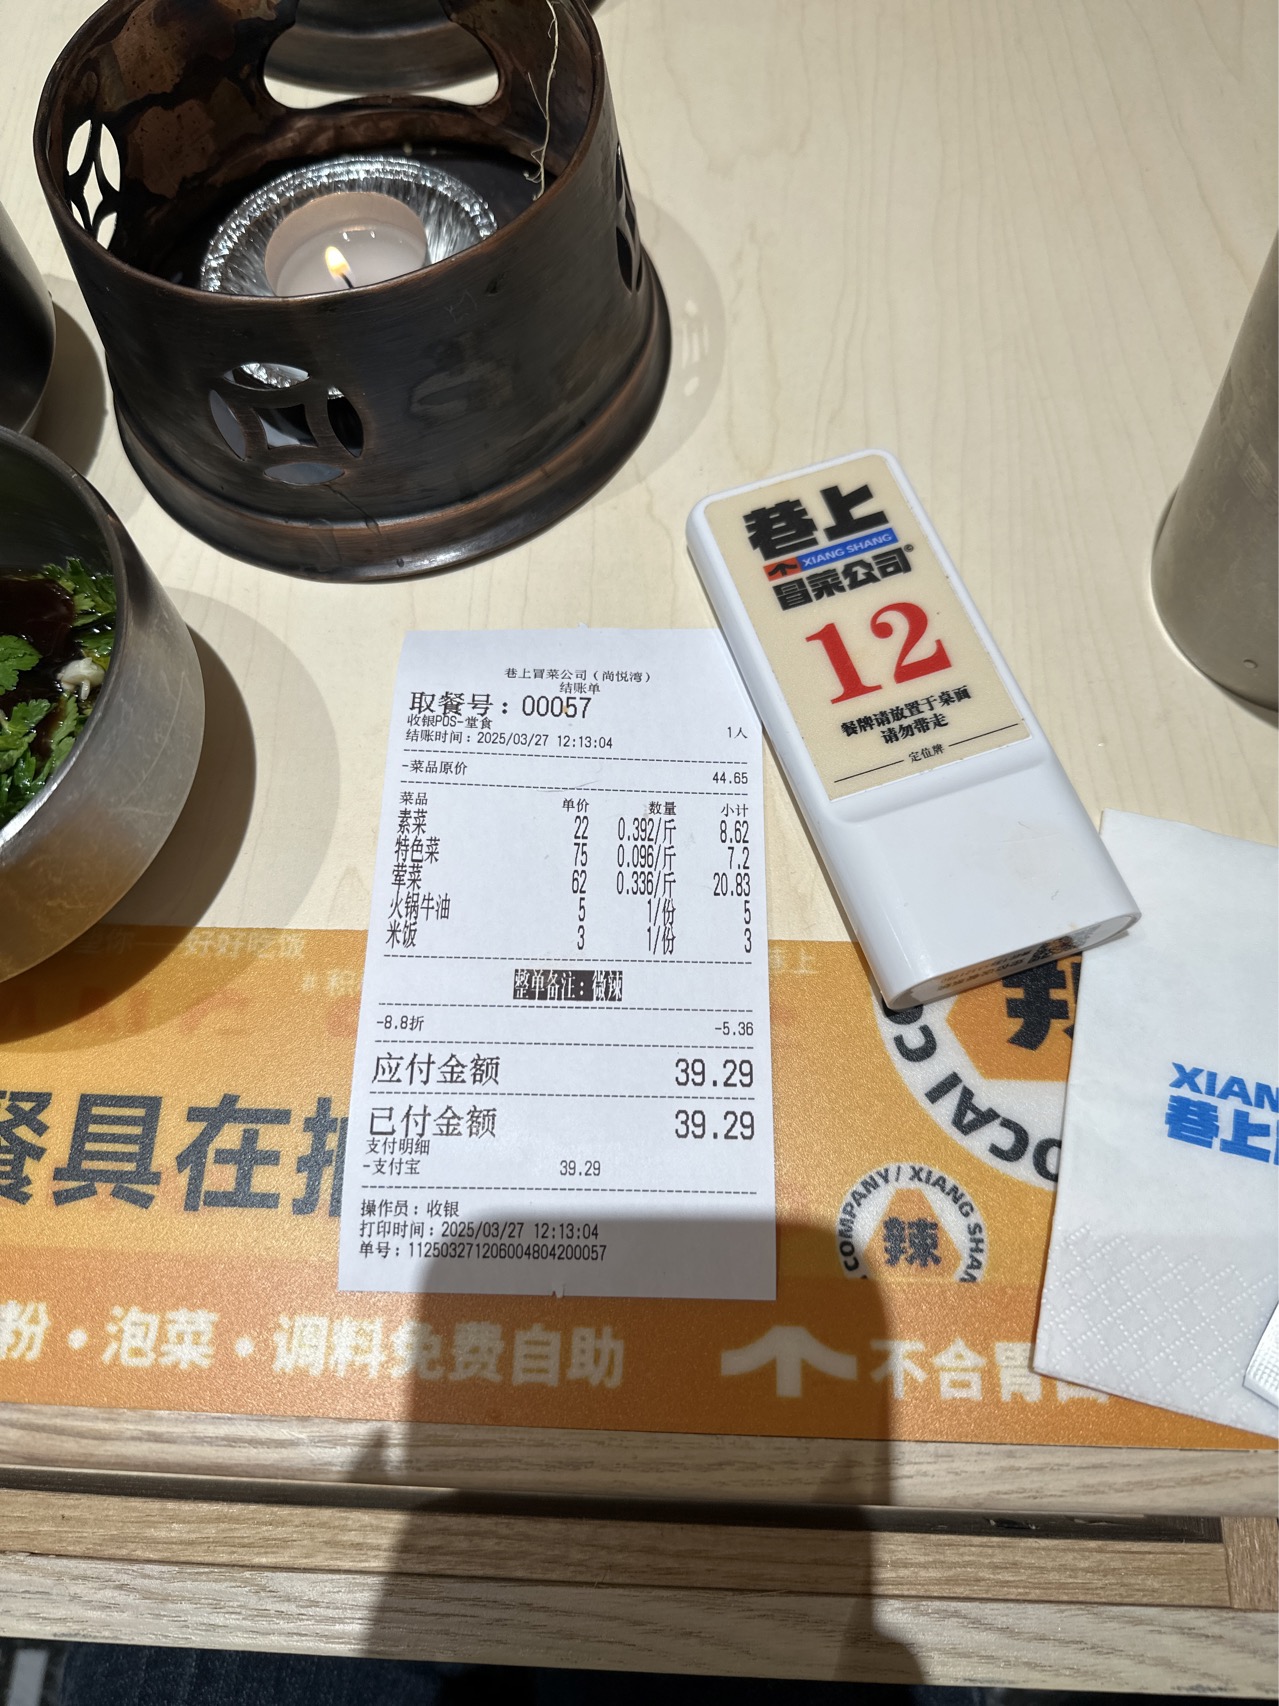 巷上
XIANG SHANG
冒菜公司
12
餐牌请放置于桌面
请勿带走
定位牌
巷上冒菜公司（尚悦湾）
结账单
取餐号：00057
收银POS-堂食 1人
结账时间：2025/03/27 12:13:04
-菜品原价 44.65
菜品 单价 数量 小计
素菜 22 0.392/斤 8.62
特色菜 75 0.096/斤 7.2
荤菜 62 0.336/斤 20.83
火锅牛油 5 1/份 5
米饭 3 1/份 3
整单备注：微辣
-8.8折 -5.36
应付金额 39.29
已付金额 39.29
支付明细
-支付宝 39.29
操作员：收银
打印时间：2025/03/27 12:13:04
单号：112503271206004804200057
好好吃饭
餐具在
辣
COMPANY / XIANG SHAN
辣
XIAN
巷上
粉·泡菜·调料免费自助
不合胃